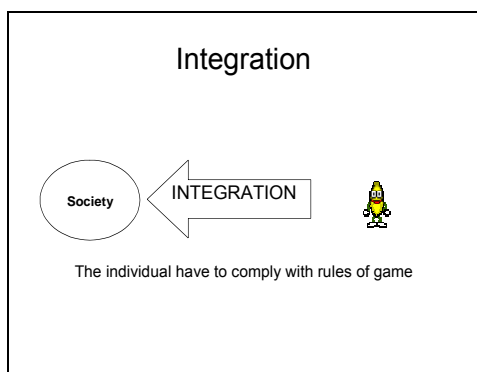 Integration
Society
INTEGRATION
The individual have to comply with rules of game